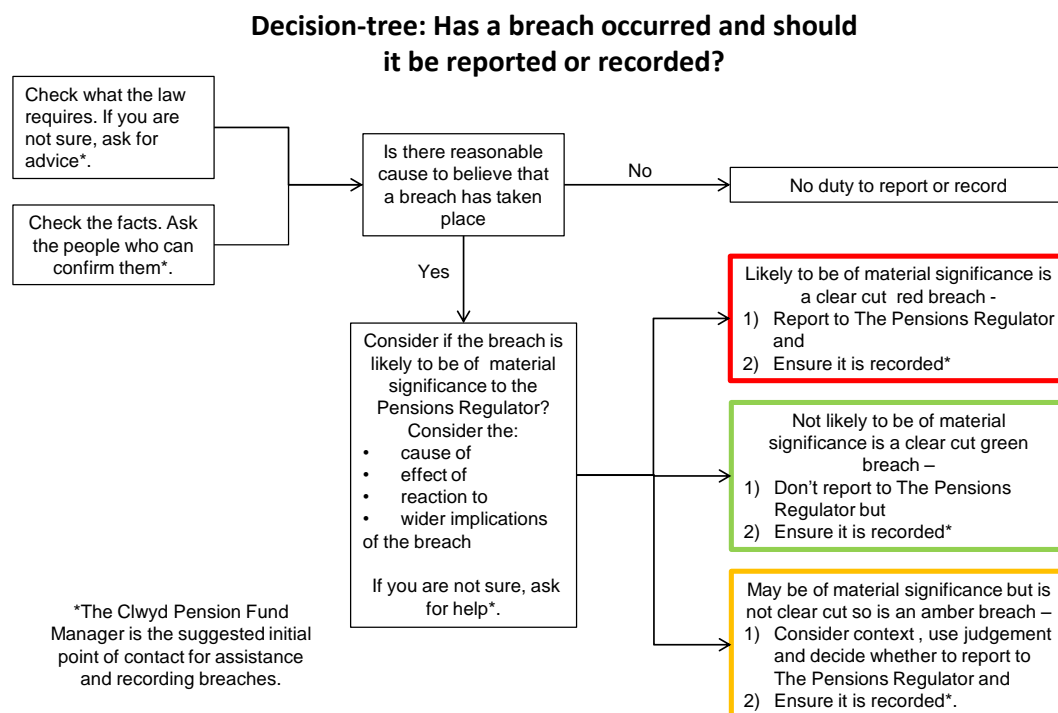 Decision-tree: Has a breach occurred and should
it be reported or recorded?
Check what the law
requires. If you are
not sure, ask for
advice*.
Check the facts. Ask
the people who can
confirm them*.
Is there reasonable
cause to believe that
a breach has taken
place
No
No duty to report or record
Yes
Consider if the breach is
likely to be of material
significance to the
Pensions Regulator?
Consider the:
• cause of
• effect of
• reaction to
• wider implications
of the breach
If you are not sure, ask
for help*.
Likely to be of material significance is
a clear cut red breach -
1) Report to The Pensions Regulator
and
2) Ensure it is recorded*
Not likely to be of material
significance is a clear cut green
breach –
1) Don't report to The Pensions
Regulator but
2) Ensure it is recorded*
May be of material significance but is
not clear cut so is an amber breach –
1) Consider context , use judgement
and decide whether to report to
The Pensions Regulator and
2) Ensure it is recorded*.
*The Clwyd Pension Fund
Manager is the suggested initial
point of contact for assistance
and recording breaches.